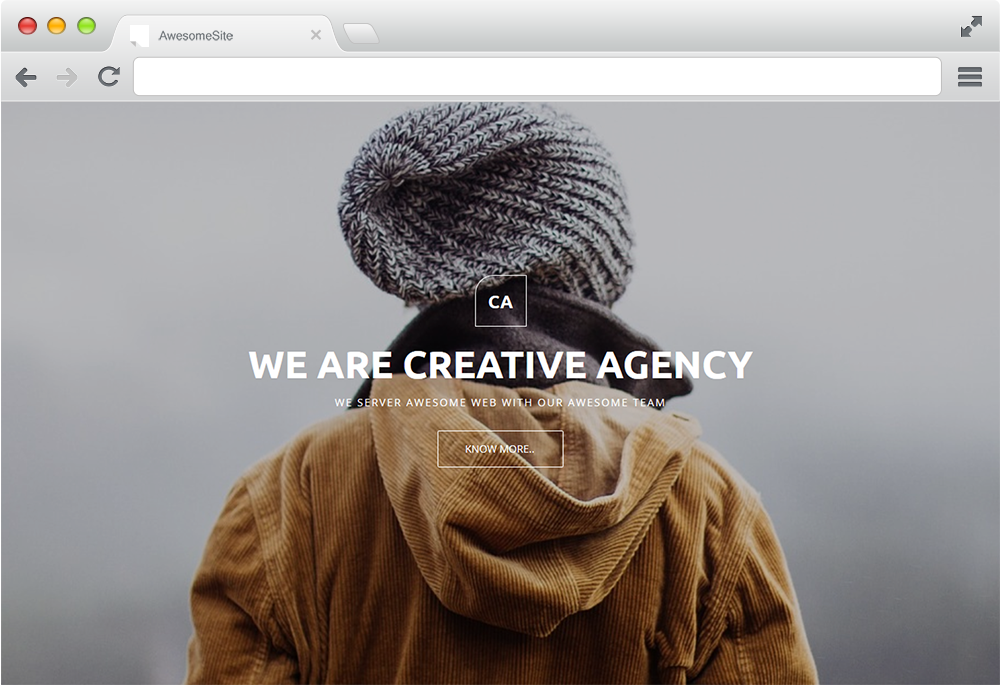 AwesomeSite
CA
WE ARE CREATIVE AGENCY
WE SERVER AWESOME WEB WITH OUR AWESOME TEAM
KNOW MORE..